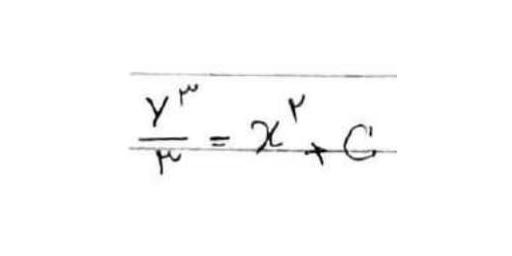 y^۳/۳ = x^۲ + C